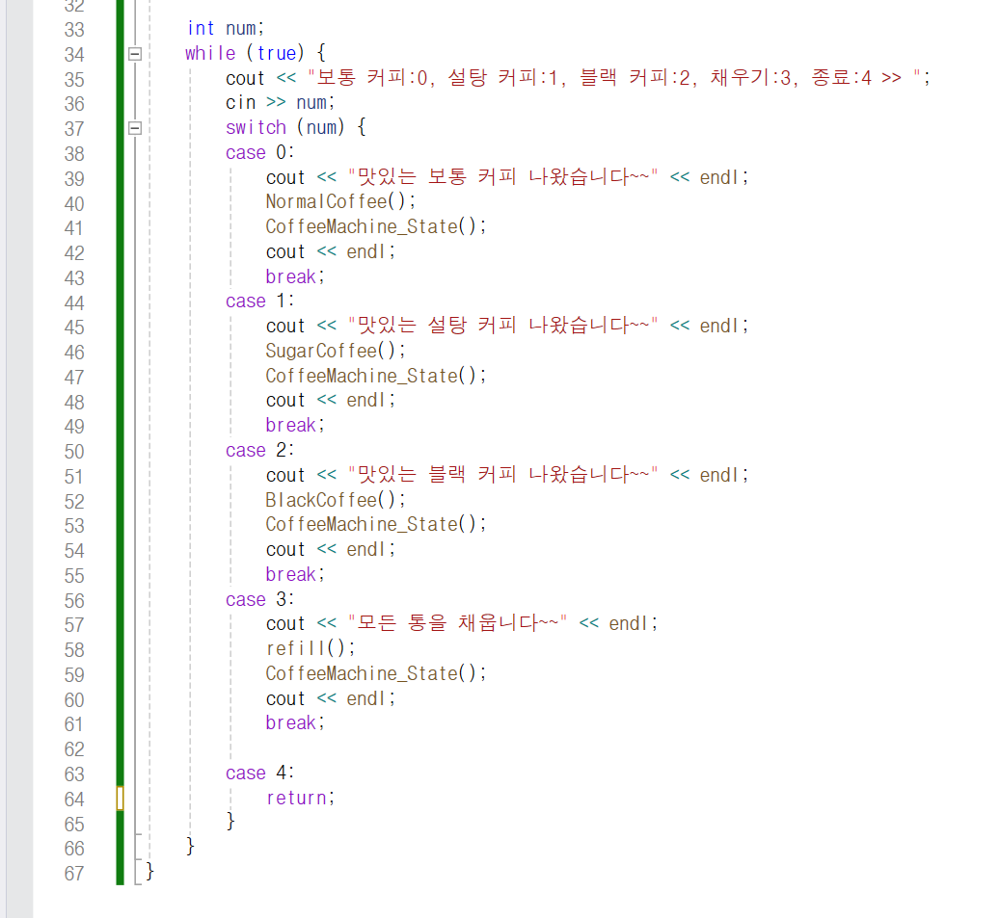 32
33 int num;
34 while (true) {
35 cout << "보통 커피:0, 설탕 커피:1, 블랙 커피:2, 채우기:3, 종료:4 >> ";
36 cin >> num;
37 switch (num) {
38 case 0:
39 cout << "맛있는 보통 커피 나왔습니다~~" << endl;
40 NormalCoffee();
41 CoffeeMachine_State();
42 cout << endl;
43 break;
44 case 1:
45 cout << "맛있는 설탕 커피 나왔습니다~~" << endl;
46 SugarCoffee();
47 CoffeeMachine_State();
48 cout << endl;
49 break;
50 case 2:
51 cout << "맛있는 블랙 커피 나왔습니다~~" << endl;
52 BlackCoffee();
53 CoffeeMachine_State();
54 cout << endl;
55 break;
56 case 3:
57 cout << "모든 통을 채웁니다~~" << endl;
58 refill();
59 CoffeeMachine_State();
60 cout << endl;
61 break;
62
63 case 4:
64 return;
65 }
66 }
67 }